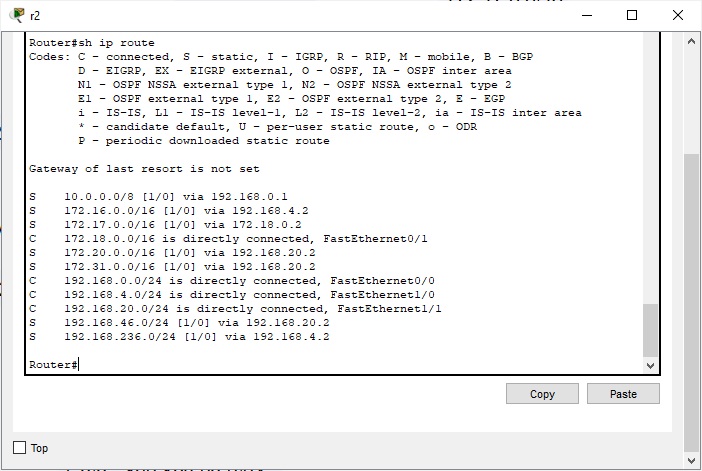 r2
Router#sh ip route
Codes: C - connected, S - static, I - IGRP, R - RIP, M - mobile, B - BGP
D - EIGRP, EX - EIGRP external, O - OSPF, IA - OSPF inter area
N1 - OSPF NSSA external type 1, N2 - OSPF NSSA external type 2
E1 - OSPF external type 1, E2 - OSPF external type 2, E - EGP
i - IS-IS, L1 - IS-IS level-1, L2 - IS-IS level-2, ia - IS-IS inter area
* - candidate default, U - per-user static route, o - ODR
P - periodic downloaded static route
Gateway of last resort is not set
S 10.0.0.0/8 [1/0] via 192.168.0.1
S 172.16.0.0/16 [1/0] via 192.168.4.2
S 172.17.0.0/16 [1/0] via 172.18.0.2
C 172.18.0.0/16 is directly connected, FastEthernet0/1
S 172.20.0.0/16 [1/0] via 192.168.20.2
S 172.31.0.0/16 [1/0] via 192.168.20.2
C 192.168.0.0/24 is directly connected, FastEthernet0/0
C 192.168.4.0/24 is directly connected, FastEthernet1/0
C 192.168.20.0/24 is directly connected, FastEthernet1/1
S 192.168.46.0/24 [1/0] via 192.168.20.2
S 192.168.236.0/24 [1/0] via 192.168.4.2
Router#
Copy Paste
Top